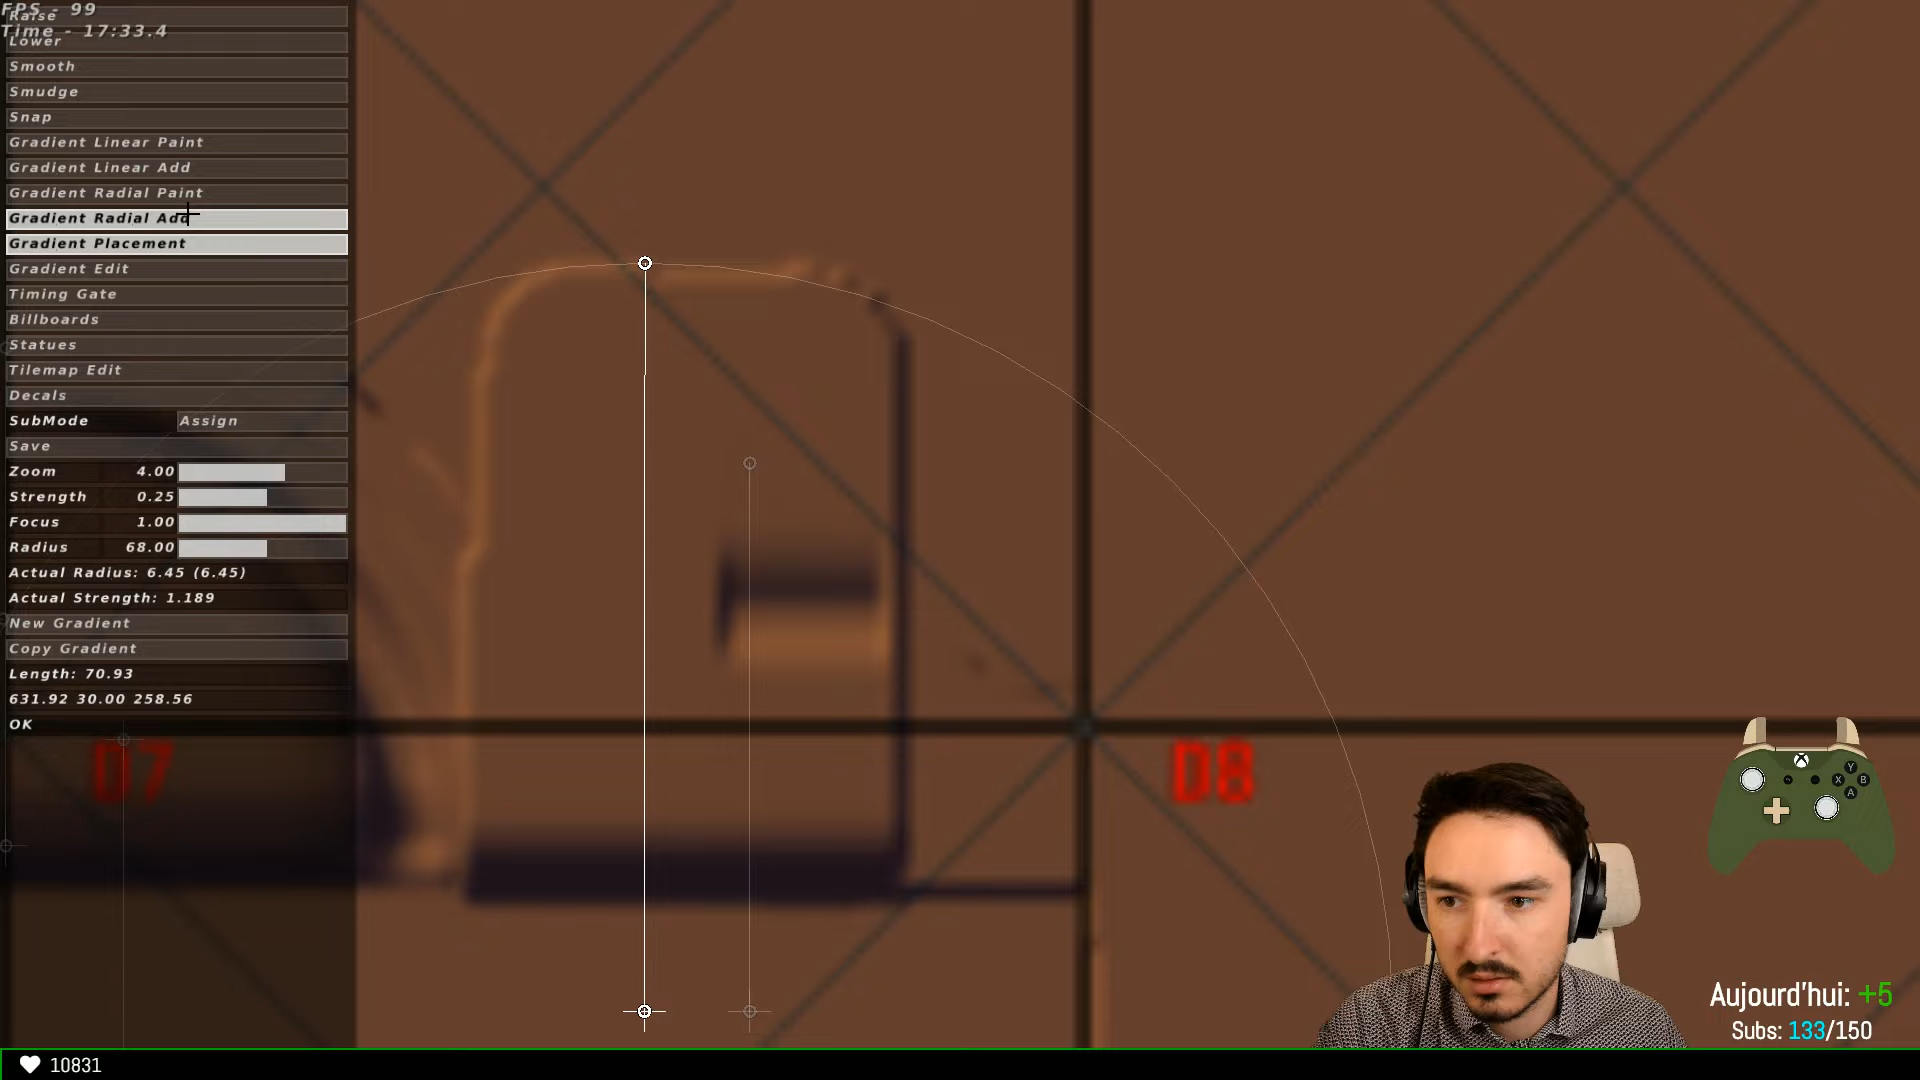 FPS - 99
Raise
Time - 17:33.4
Lower
Smooth
Smudge
Snap
Gradient Linear Paint
Gradient Linear Add
Gradient Radial Paint
Gradient Radial Add
Gradient Placement
Gradient Edit
Timing Gate
Billboards
Statues
Tilemap Edit
Decals
SubMode Assign
Save
Zoom 4.00
Strength 0.25
Focus 1.00
Radius 68.00
Actual Radius: 6.45 (6.45)
Actual Strength: 1.189
New Gradient
Copy Gradient
Length: 70.93
631.92 30.00 258.56
OK
D7
D8
Y
X B
A
Aujourd'hui: +5
Subs: 133/150
10831